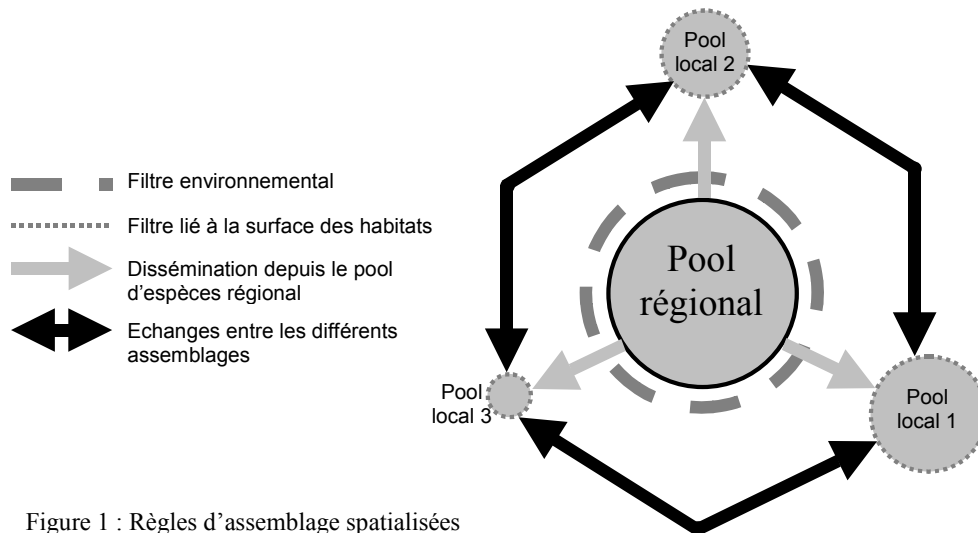 Pool
local 2
Filtre environnemental
Filtre lié à la surface des habitats
Dissémination depuis le pool
d'espèces régional
Echanges entre les différents
assemblages
Pool
régional
Pool
local 3
Pool
local 1
Figure 1 : Règles d’assemblage spatialisées